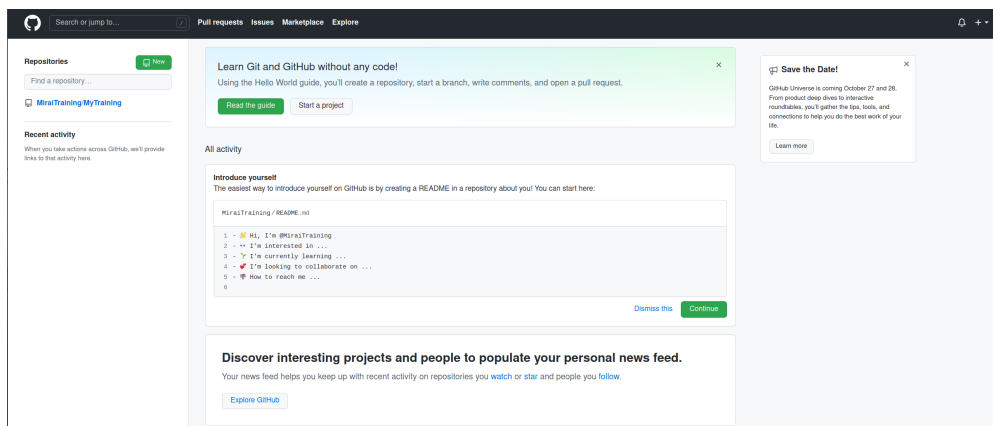 Search or jump to...
/
Pull requests Issues Marketplace Explore
Repositories
New
Find a repository...
MiraiTraining/MyTraining
Recent activity
When you take actions across GitHub, we'll provide
links to that activity here.
Learn Git and GitHub without any code!
Using the Hello World guide, you'll create a repository, start a branch, write comments, and open a pull request.
Read the guide
Start a project
All activity
Introduce yourself
The easiest way to introduce yourself on GitHub is by creating a README in a repository about you! You can start here:
MiraiTraining/README.md
1 - 👋 Hi, I'm @MiraiTraining
2 - 👀 I'm interested in ...
3 - 🌱 I'm currently learning ...
4 - 💞️ I'm looking to collaborate on ...
5 - 📫 How to reach me ...
6
Dismiss this
Continue
Discover interesting projects and people to populate your personal news feed.
Your news feed helps you keep up with recent activity on repositories you watch or star and people you follow.
Explore GitHub
Save the Date!
GitHub Universe is coming October 27 and 28.
From product deep dives to interactive
roundtables, you'll gather the tips, tools, and
connections to help you do the best work of your
life.
Learn more